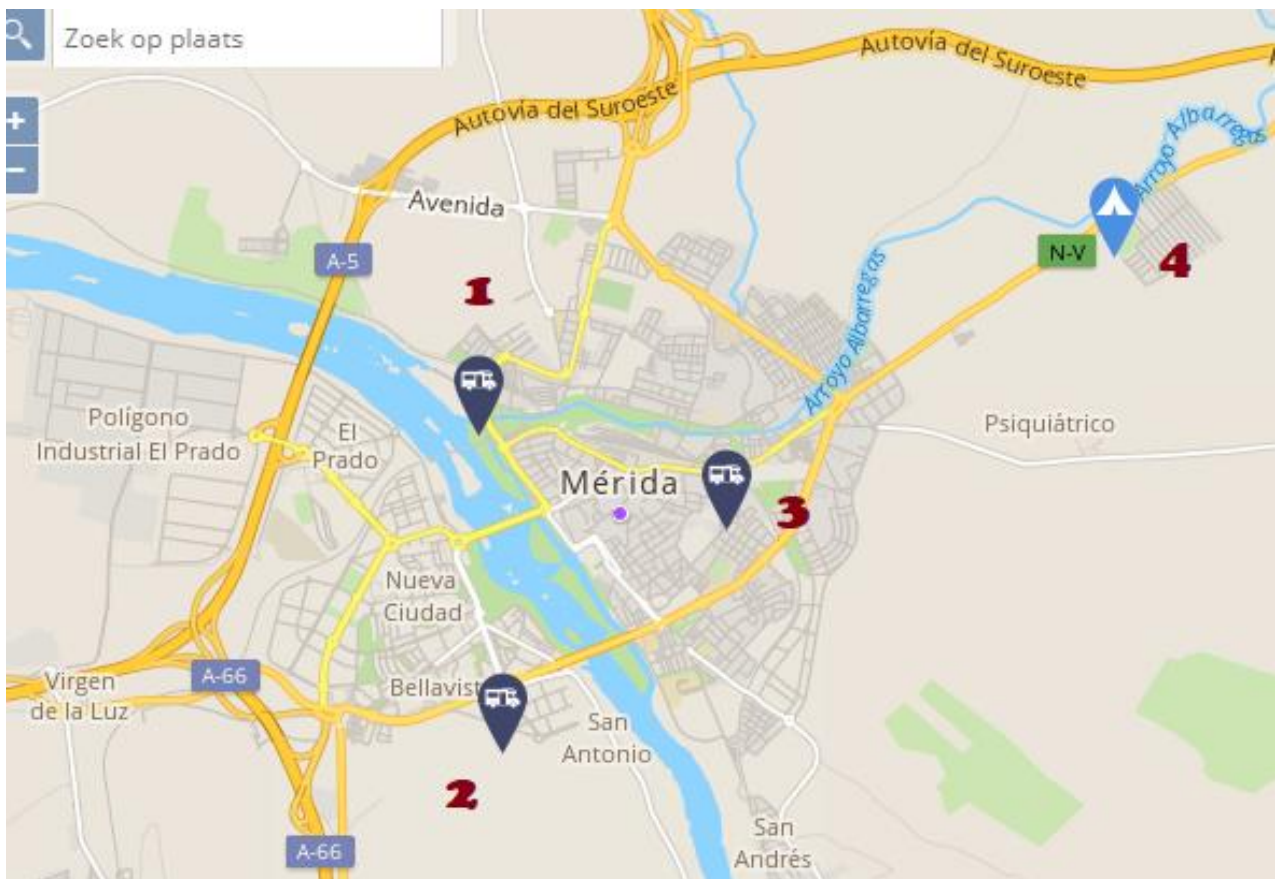 Zoek op plaats
+
−
Autovía del Suroeste
Autovía del Suroeste
Arroyo Albarregas
Avenida
A-5
N-V
4
1
Arroyo Albarregas
Polígono
Industrial El Prado
El
Prado
Psiquiátrico
Mérida
3
Nueva
Ciudad
A-66
Virgen
de la Luz
Bellavist
San
Antonio
2
A-66
San
Andrés